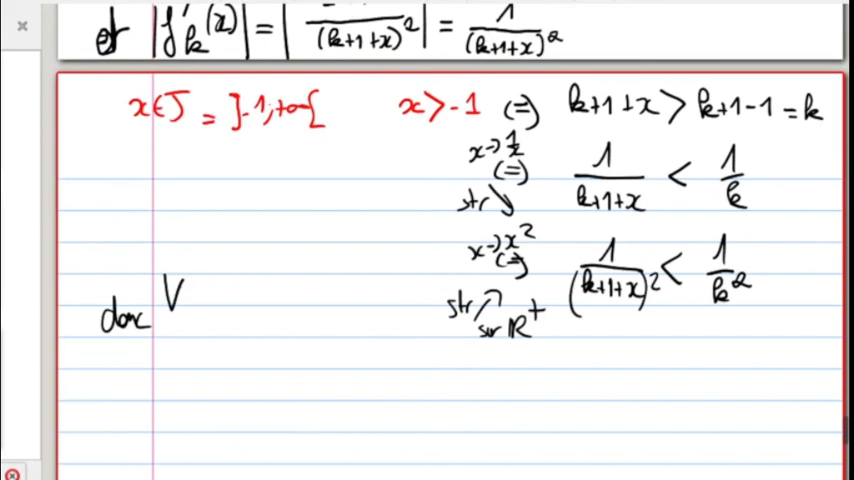 et |f'k(x)| = | / (k+1+x)² | = 1/(k+1+x)²
x∈J = ]-1;+∞[ x>-1 (=) k+1+x > k+1-1 = k
x→1/x (=) str ↘ 1/(k+1+x) < 1/k
x→x² (=) str ↗ sur ℝ+ 1/(k+1+x)² < 1/k²
donc V